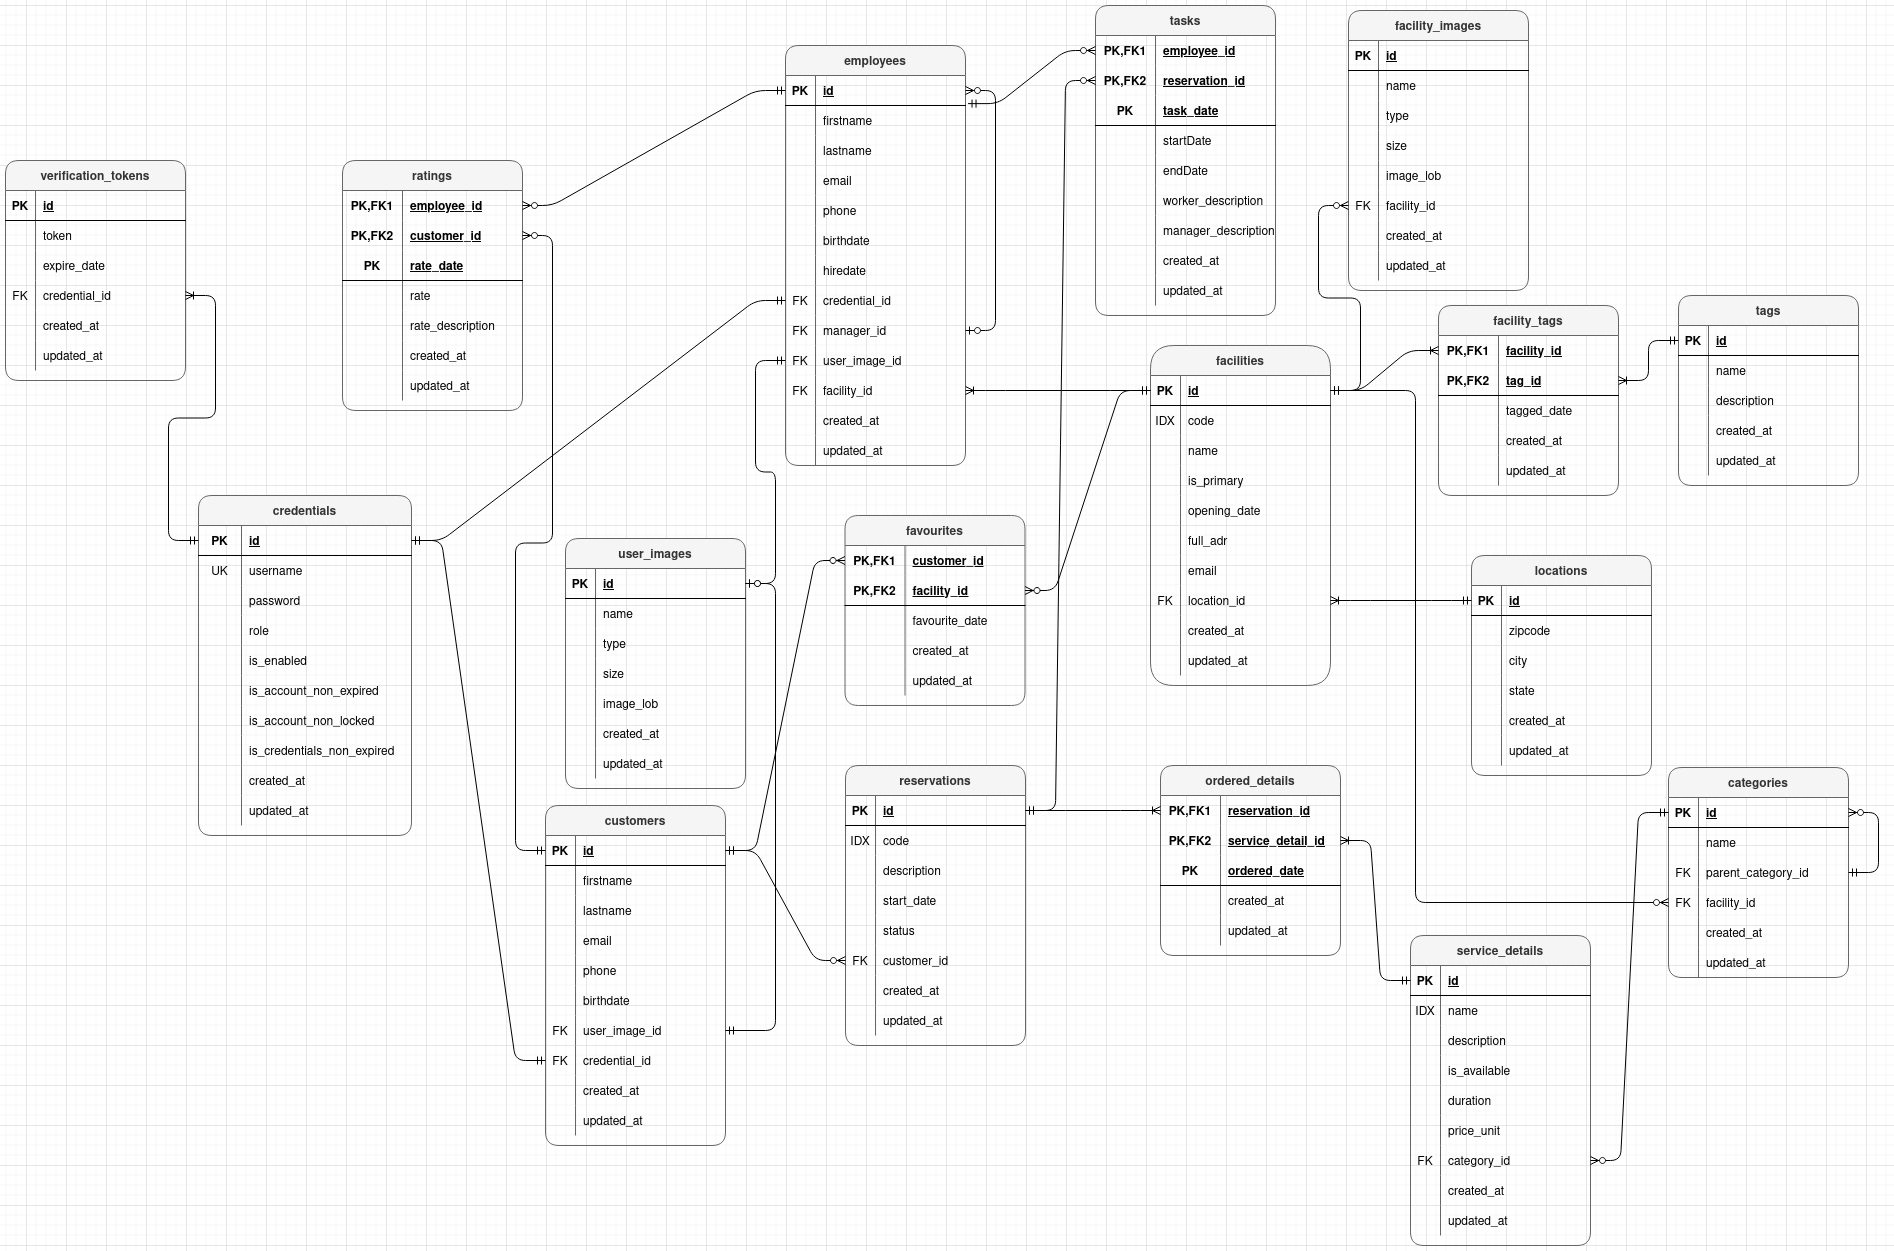 verification_tokens
PK id
token
expire_date
FK credential_id
created_at
updated_at
ratings
PK,FK1 employee_id
PK,FK2 customer_id
PK rate_date
rate
rate_description
created_at
updated_at
employees
PK id
firstname
lastname
email
phone
birthdate
hiredate
FK credential_id
FK manager_id
FK user_image_id
FK facility_id
created_at
updated_at
tasks
PK,FK1 employee_id
PK,FK2 reservation_id
PK task_date
startDate
endDate
worker_description
manager_description
created_at
updated_at
facility_images
PK id
name
type
size
image_lob
FK facility_id
created_at
updated_at
facility_tags
PK,FK1 facility_id
PK,FK2 tag_id
tagged_date
created_at
updated_at
tags
PK id
name
description
created_at
updated_at
facilities
PK id
IDX code
name
is_primary
opening_date
full_adr
email
FK location_id
created_at
updated_at
credentials
PK id
UK username
password
role
is_enabled
is_account_non_expired
is_account_non_locked
is_credentials_non_expired
created_at
updated_at
user_images
PK id
name
type
size
image_lob
created_at
updated_at
favourites
PK,FK1 customer_id
PK,FK2 facility_id
favourite_date
created_at
updated_at
locations
PK id
zipcode
city
state
created_at
updated_at
customers
PK id
firstname
lastname
email
phone
birthdate
FK user_image_id
FK credential_id
created_at
updated_at
reservations
PK id
IDX code
description
start_date
status
FK customer_id
created_at
updated_at
ordered_details
PK,FK1 reservation_id
PK,FK2 service_detail_id
PK ordered_date
created_at
updated_at
categories
PK id
name
FK parent_category_id
FK facility_id
created_at
updated_at
service_details
PK id
IDX name
description
is_available
duration
price_unit
FK category_id
created_at
updated_at